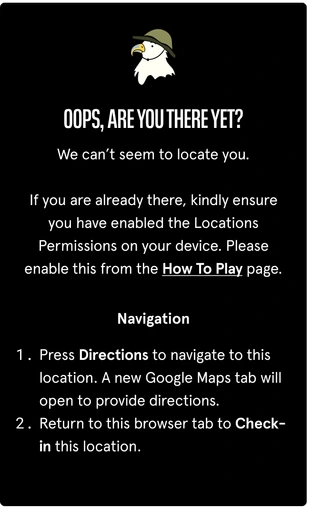 OOPS, ARE YOU THERE YET?
We can’t seem to locate you.
If you are already there, kindly ensure
you have enabled the Locations
Permissions on your device. Please
enable this from the How To Play page.
Navigation
1. Press Directions to navigate to this
location. A new Google Maps tab will
open to provide directions.
2. Return to this browser tab to Check-
in this location.